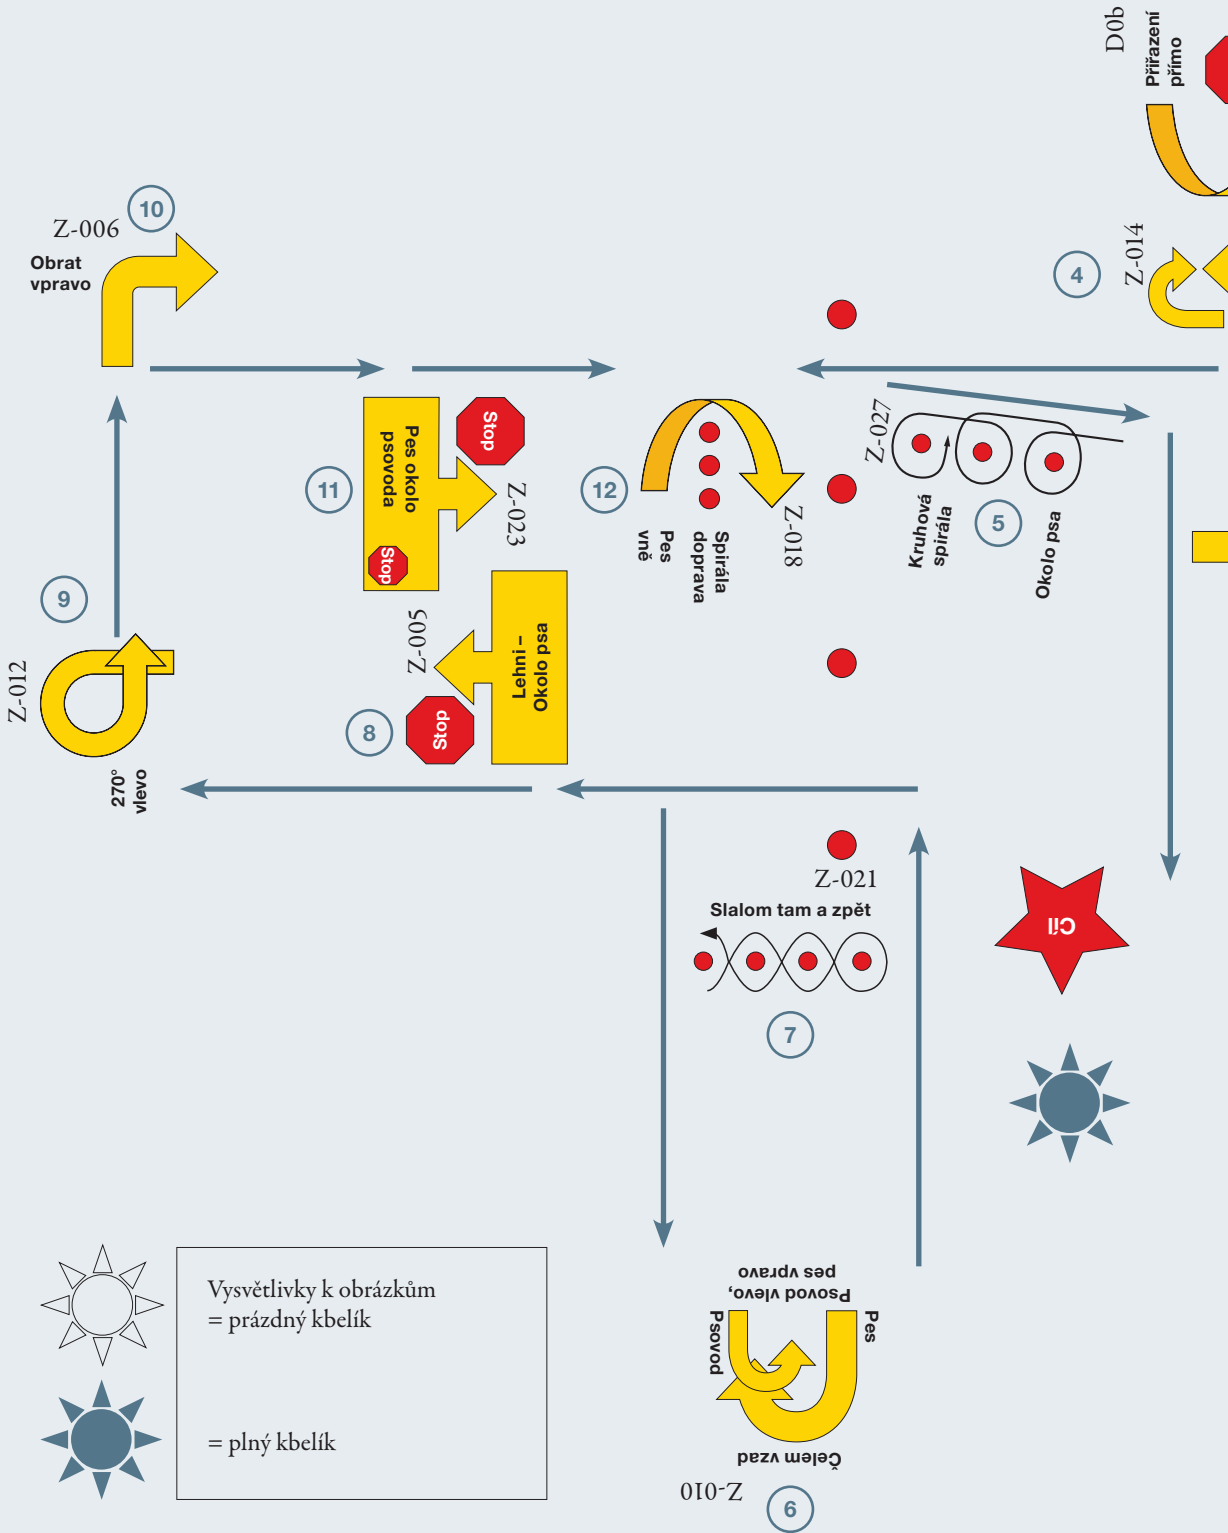 D0b
Přiřazení
přímo
10
Z-006
Obrat
vpravo
4
Z-014
11
Pes okolo
psovoda
Stop
Stop
Z-023
12
Pes
vně
Spirála
doprava
Z-018
Z-027
Kruhová
spirála
5
Okolo psa
9
Z-012
270°
vlevo
8
Z-005
Stop
Lehni –
Okolo psa
Z-021
Slalom tam a zpět
7
Cíl
Vysvětlivky k obrázkům
= prázdný kbelík
= plný kbelík
Psovod vlevo,
pes vpravo
Psovod
Pes
Čelem vzad
Z-010
6